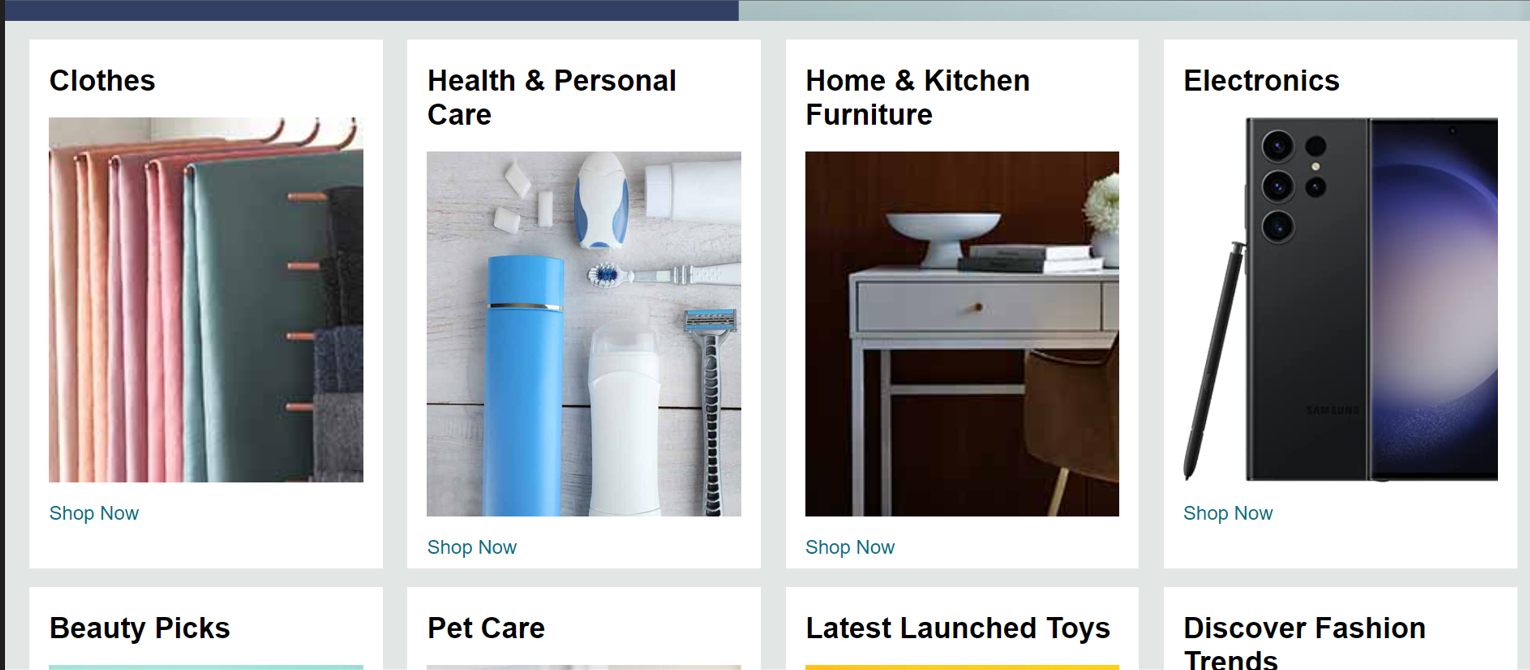 Clothes
Health & Personal
Care
Home & Kitchen
Furniture
Electronics
SAMSUNG
Shop Now
Shop Now
Shop Now
Shop Now
Beauty Picks
Pet Care
Latest Launched Toys
Discover Fashion
Trends